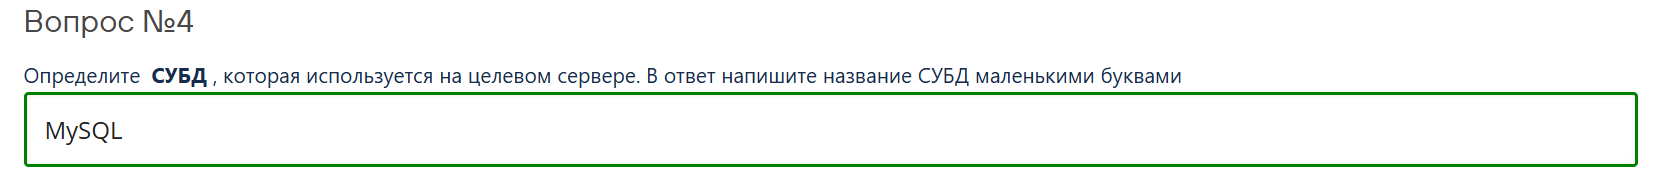 Вопрос №4
Определите СУБД , которая используется на целевом сервере. В ответ напишите название СУБД маленькими буквами
MySQL